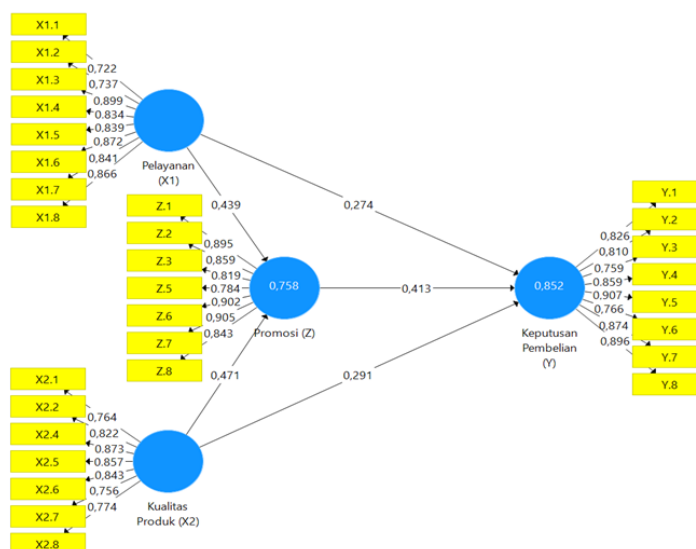 X1.1
X1.2
X1.3
X1.4
X1.5
X1.6
X1.7
X1.8
0,722
0,737
0,899
0,834
0,839
0,872
0,841
0,866
Pelayanan
(X1)
0,439
0,274
Z.1
Z.2
Z.3
Z.5
Z.6
Z.7
Z.8
0,895
0,859
0,819
0,784
0,902
0,905
0,843
0,758
Promosi (Z)
0,413
0,471
0,291
X2.1
X2.2
X2.4
X2.5
X2.6
X2.7
X2.8
0,764
0,822
0,873
0,857
0,843
0,756
0,774
Kualitas
Produk (X2)
0,852
Keputusan
Pembelian
(Y)
0,826
0,810
0,759
0,859
0,907
0,766
0,874
0,896
Y.1
Y.2
Y.3
Y.4
Y.5
Y.6
Y.7
Y.8